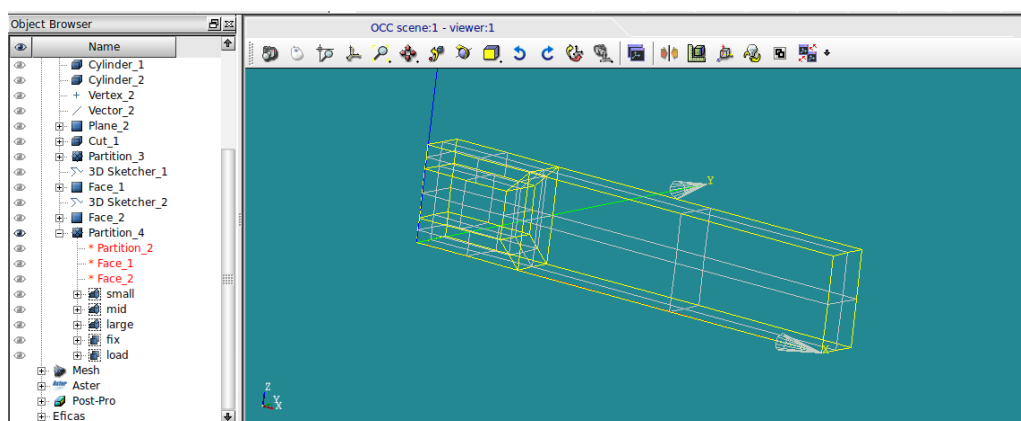 Object Browser
OCC scene:1 - viewer:1
Name
Cylinder_1
Cylinder_2
Vertex_2
Vector_2
Plane_2
Cut_1
Partition_3
3D Sketcher_1
Face_1
3D Sketcher_2
Face_2
Partition_4
* Partition_2
* Face_1
* Face_2
small
mid
large
fix
load
Mesh
Aster Aster
Post-Pro
Eficas
Y
X
Z
Y
X